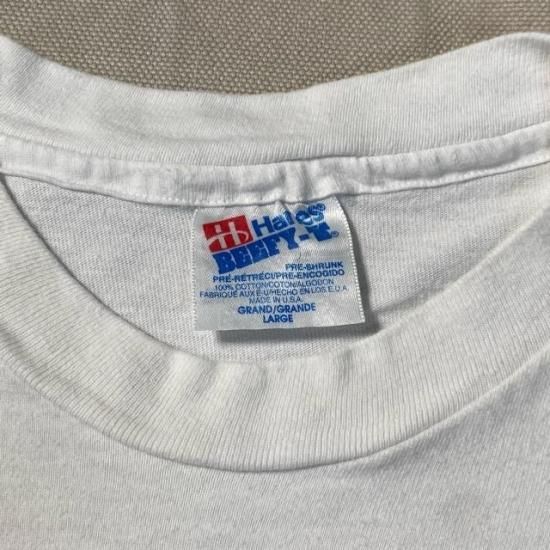 Hanes®
BEEFY-T®
PRE-SHRUNK
PRÉ-RÉTRÉCI/PRE-ENCOGIDO
100% COTTON/COTON/ALGODON
FABRIQUÉ AUX É-U/HECHO EN LOS E.U.A.
MADE IN U.S.A.
GRAND/GRANDE
LARGE